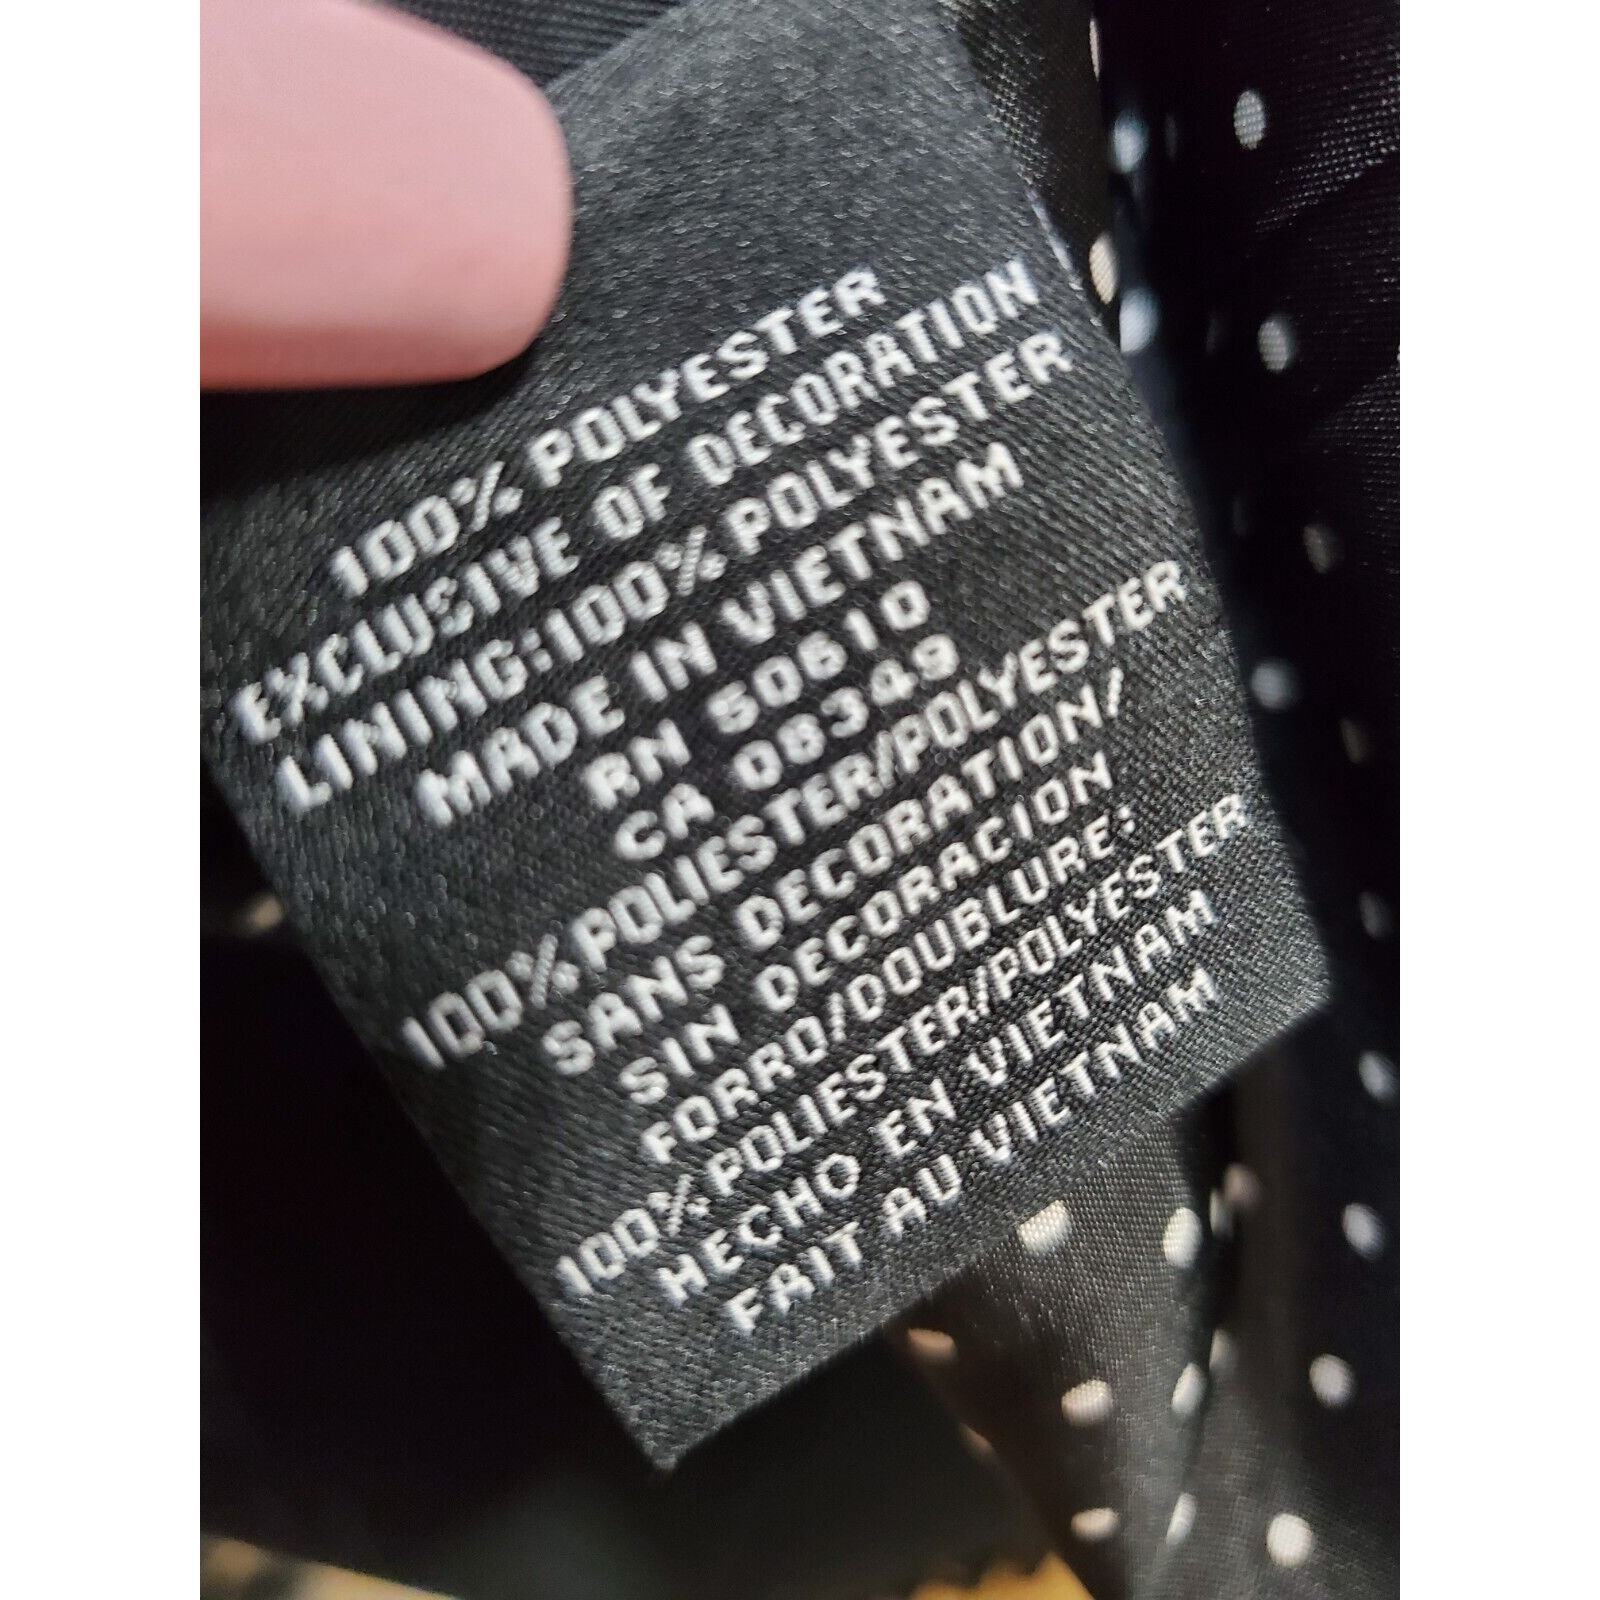 100% POLYESTER
EXCLUSIVE OF DECORATION
LINING:100% POLYESTER
MADE IN VIETNAM
RN 50610
CA 08349
100% POLIESTER/POLYESTER
SANS DECORATION/
SIN DECORACION
FORRO/DOUBLURE:
100% POLIESTER/POLYESTER
HECHO EN VIETNAM
FAIT AU VIETNAM